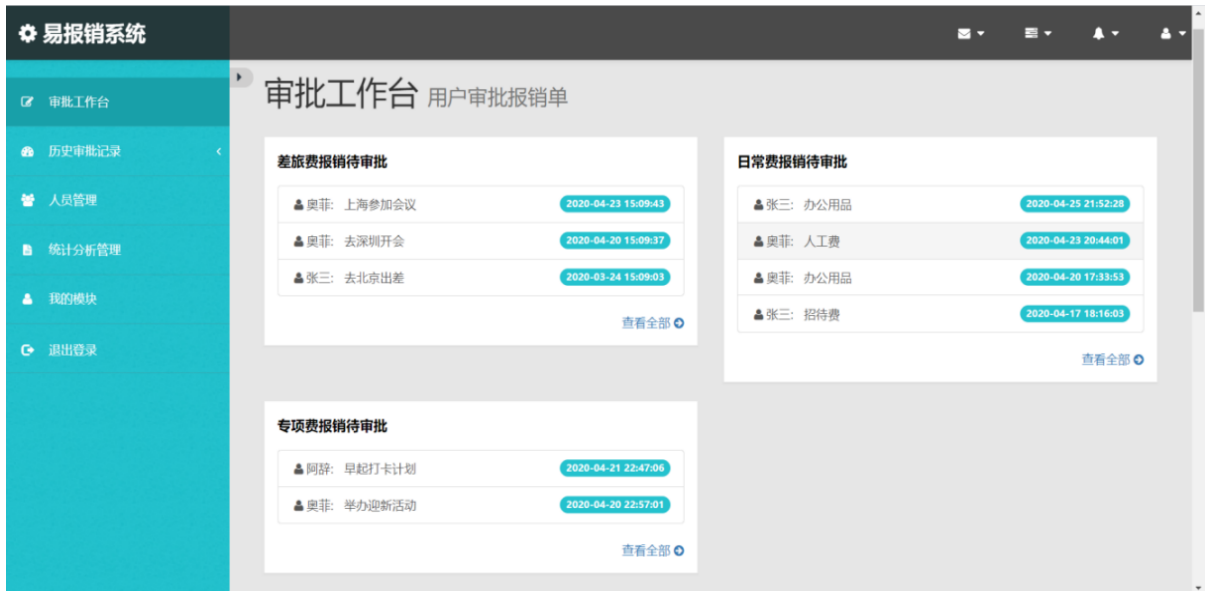 易报销系统
审批工作台
历史审批记录
人员管理
统计分析管理
我的模块
退出登录
审批工作台 用户审批报销单
差旅费报销待审批
奥菲: 上海参加会议 2020-04-23 15:09:43
奥菲: 去深圳开会 2020-04-20 15:09:37
张三: 去北京出差 2020-03-24 15:09:03
查看全部
日常费报销待审批
张三: 办公用品 2020-04-25 21:52:28
奥菲: 人工费 2020-04-23 20:44:01
奥菲: 办公用品 2020-04-20 17:33:53
张三: 招待费 2020-04-17 18:16:03
查看全部
专项费报销待审批
阿辞: 早起打卡计划 2020-04-21 22:47:06
奥菲: 举办迎新活动 2020-04-20 22:57:01
查看全部